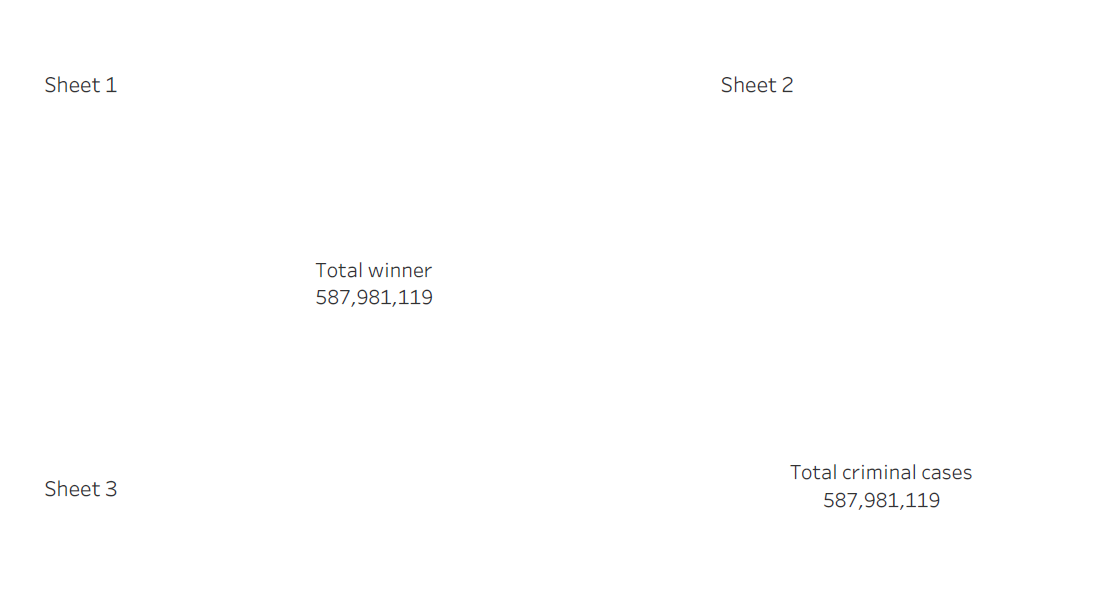 Sheet 1
Sheet 2
Total winner
587,981,119
Total criminal cases
587,981,119
Sheet 3